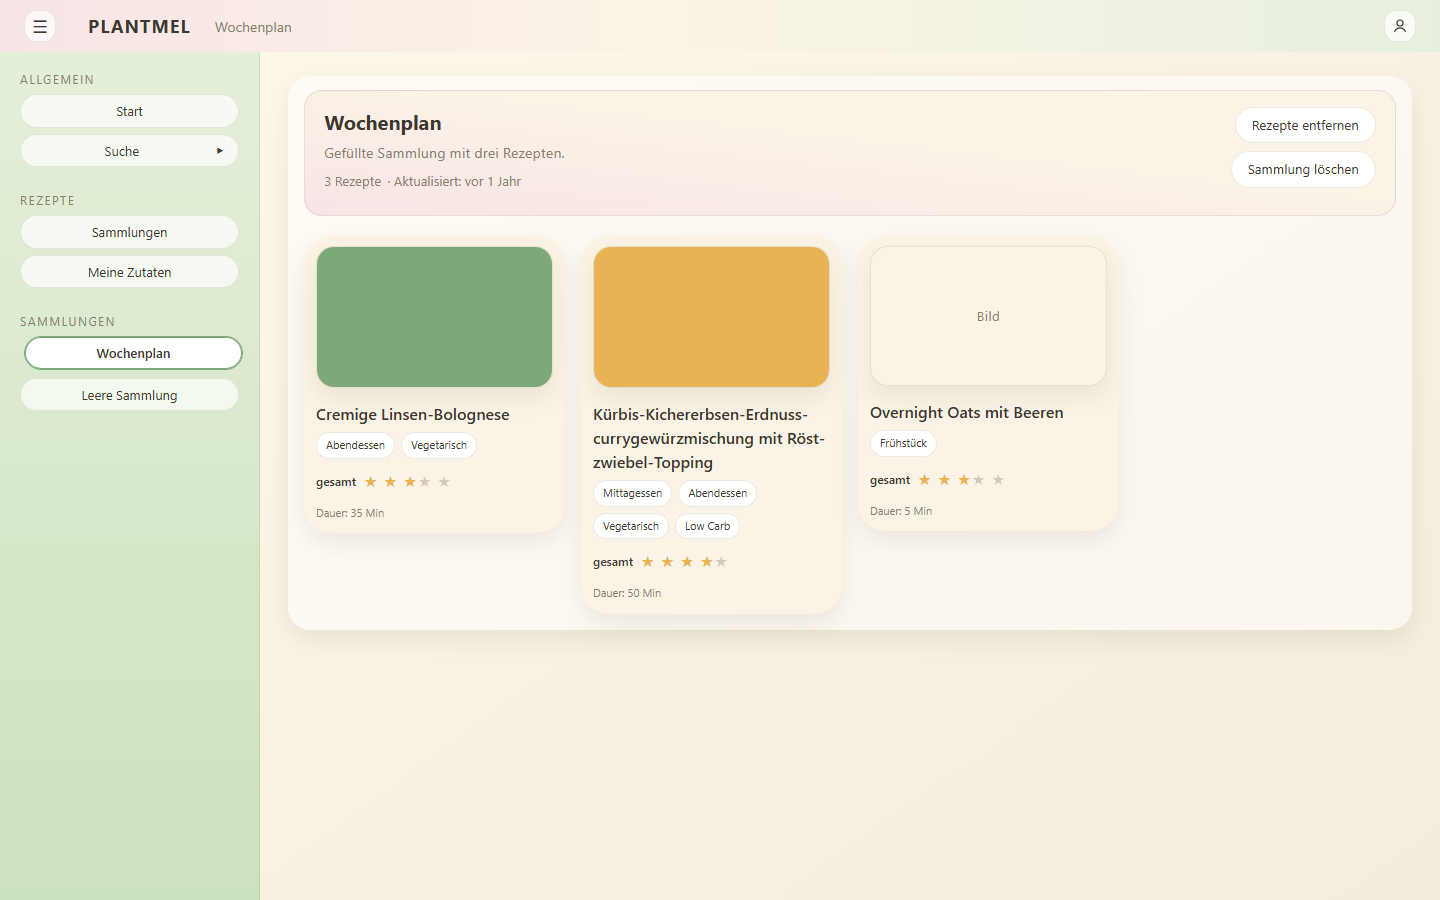 PLANTMEL
Wochenplan
ALLGEMEIN
Start
Suche
REZEPTE
Sammlungen
Meine Zutaten
SAMMLUNGEN
Wochenplan
Leere Sammlung
Wochenplan
Gefüllte Sammlung mit drei Rezepten.
3 Rezepte · Aktualisiert: vor 1 Jahr
Rezepte entfernen
Sammlung löschen
Cremige Linsen-Bolognese
Abendessen Vegetarisch
gesamt ★ ★ ★ ★ ★
Dauer: 35 Min
Kürbis-Kichererbsen-Erdnuss-
currygewürzmischung mit Röst-
zwiebel-Topping
Mittagessen Abendessen
Vegetarisch Low Carb
gesamt ★ ★ ★ ★ ★
Dauer: 50 Min
Bild
Overnight Oats mit Beeren
Frühstück
gesamt ★ ★ ★ ★ ★
Dauer: 5 Min